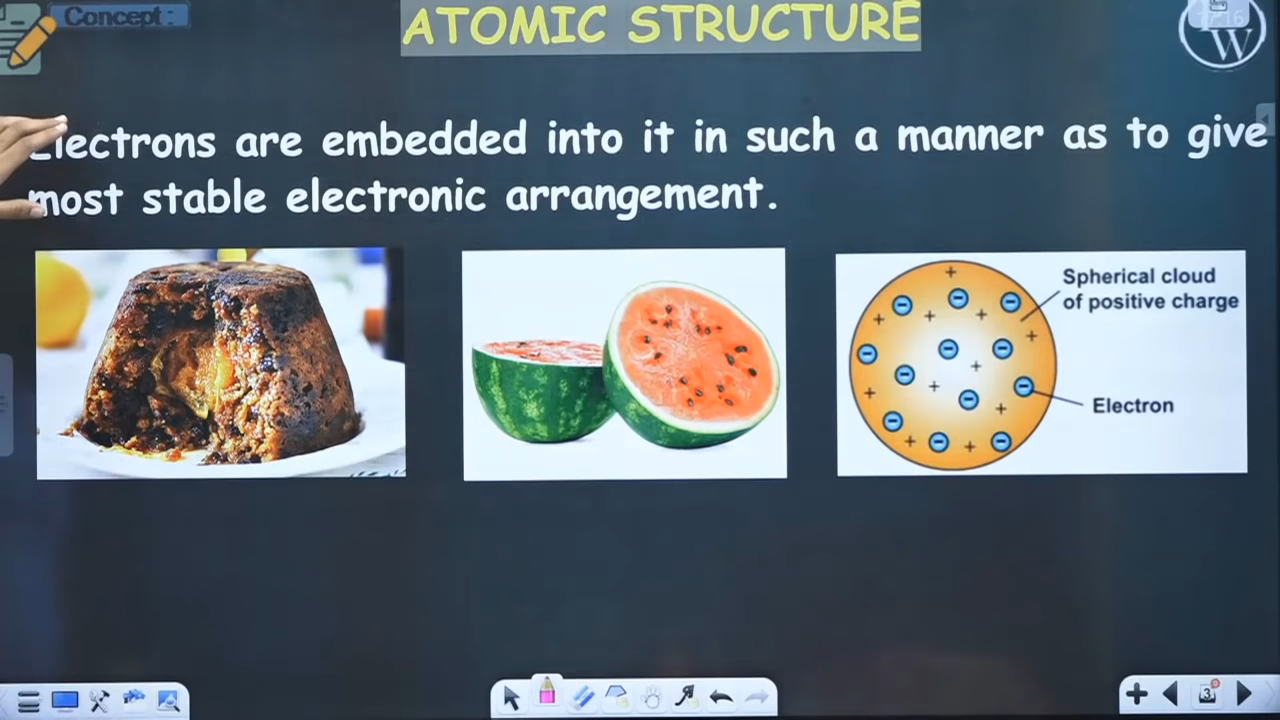 Concept :
ATOMIC STRUCTURE
W
Electrons are embedded into it in such a manner as to give
most stable electronic arrangement.
Spherical cloud
of positive charge
Electron
3